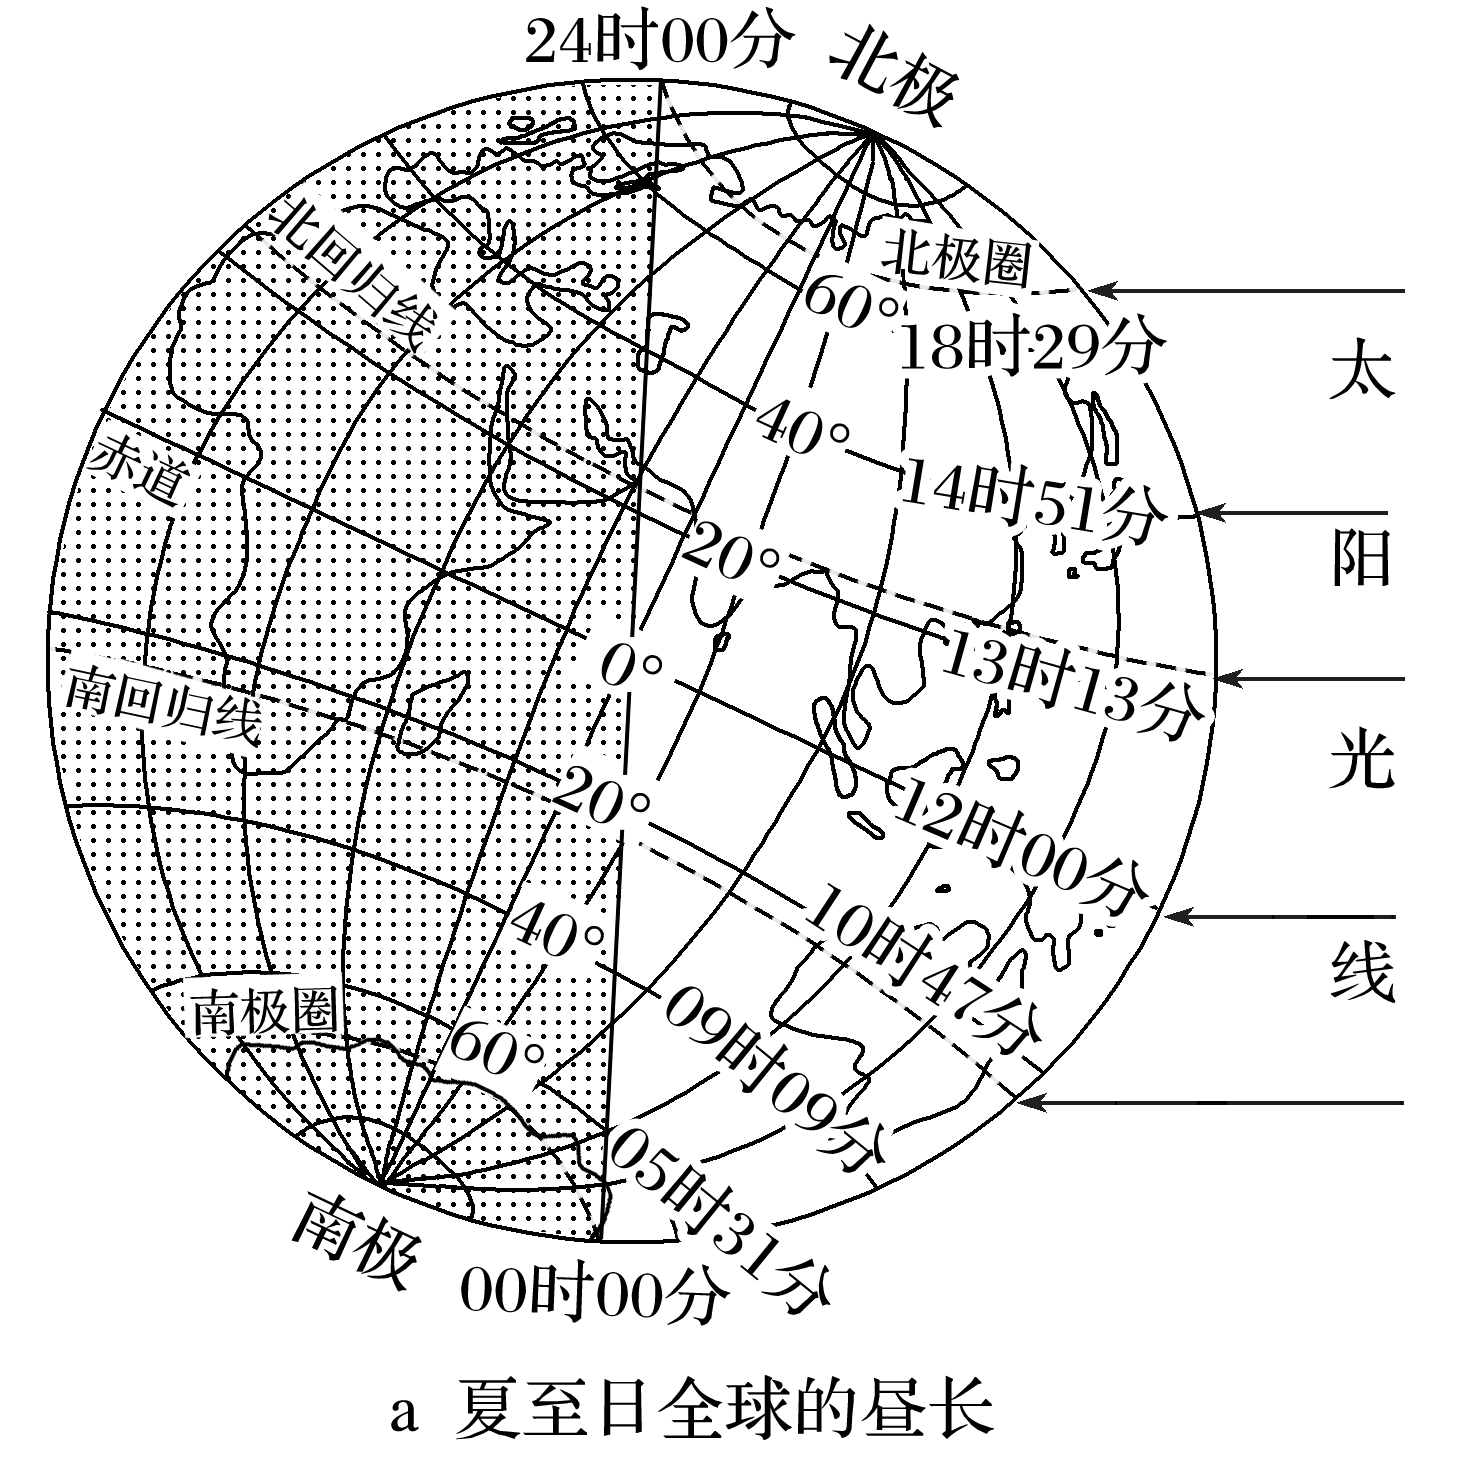 24时00分
北极
北回归线
北极圈
60°
18时29分
太
40°
赤道
14时51分
阳
20°
13时13分
0°
南回归线
光
20°
12时00分
40°
10时47分
线
南极圈
60°
09时09分
05时31分
南极
00时00分
a 夏至日全球的昼长